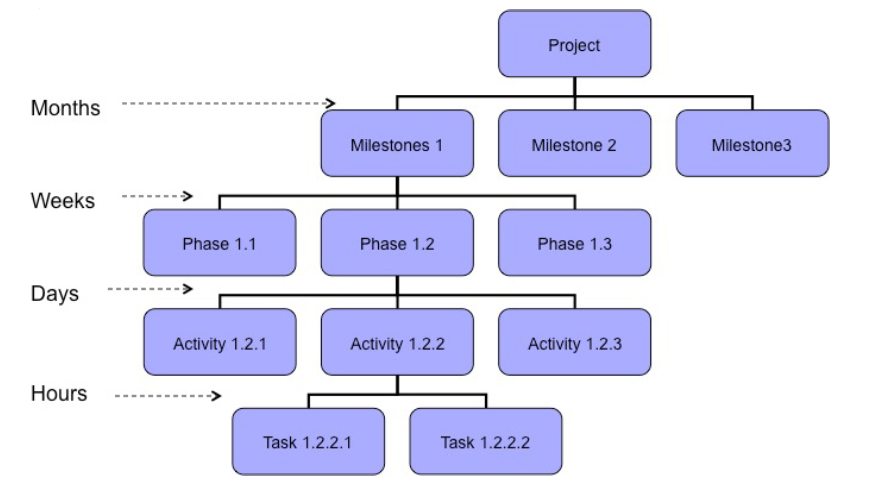 Project
Months
Milestones 1
Milestone 2
Milestone3
Weeks
Phase 1.1
Phase 1.2
Phase 1.3
Days
Activity 1.2.1
Activity 1.2.2
Activity 1.2.3
Hours
Task 1.2.2.1
Task 1.2.2.2